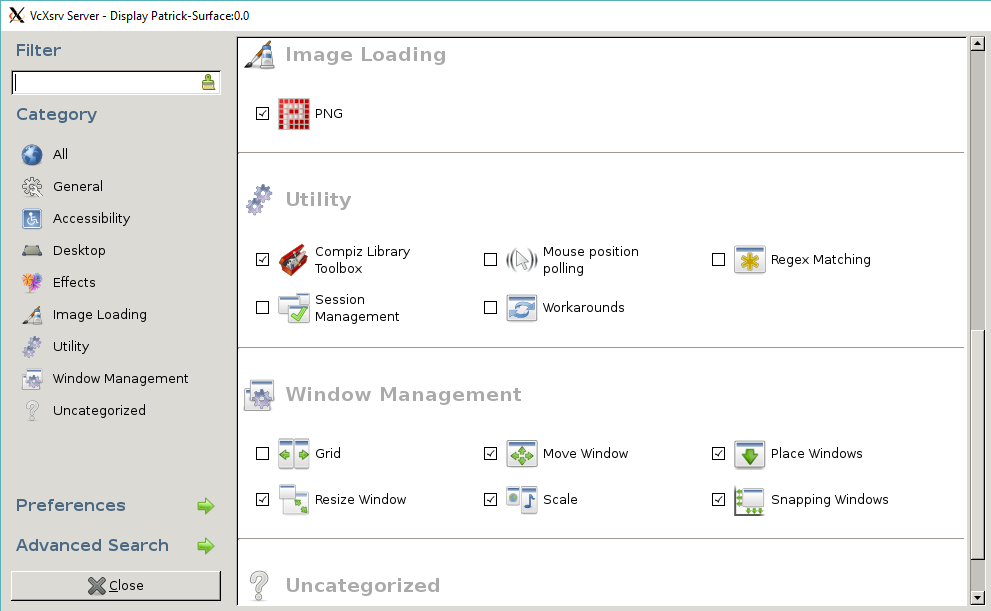 VcXsrv Server - Display Patrick-Surface:0.0
Filter
Category
All
General
Accessibility
Desktop
Effects
Image Loading
Utility
Window Management
Uncategorized
Preferences
Advanced Search
Close
Image Loading
PNG
Utility
Compiz Library
Toolbox
Mouse position
polling
Regex Matching
Session
Management
Workarounds
Window Management
Grid
Move Window
Place Windows
Resize Window
Scale
Snapping Windows
Uncategorized